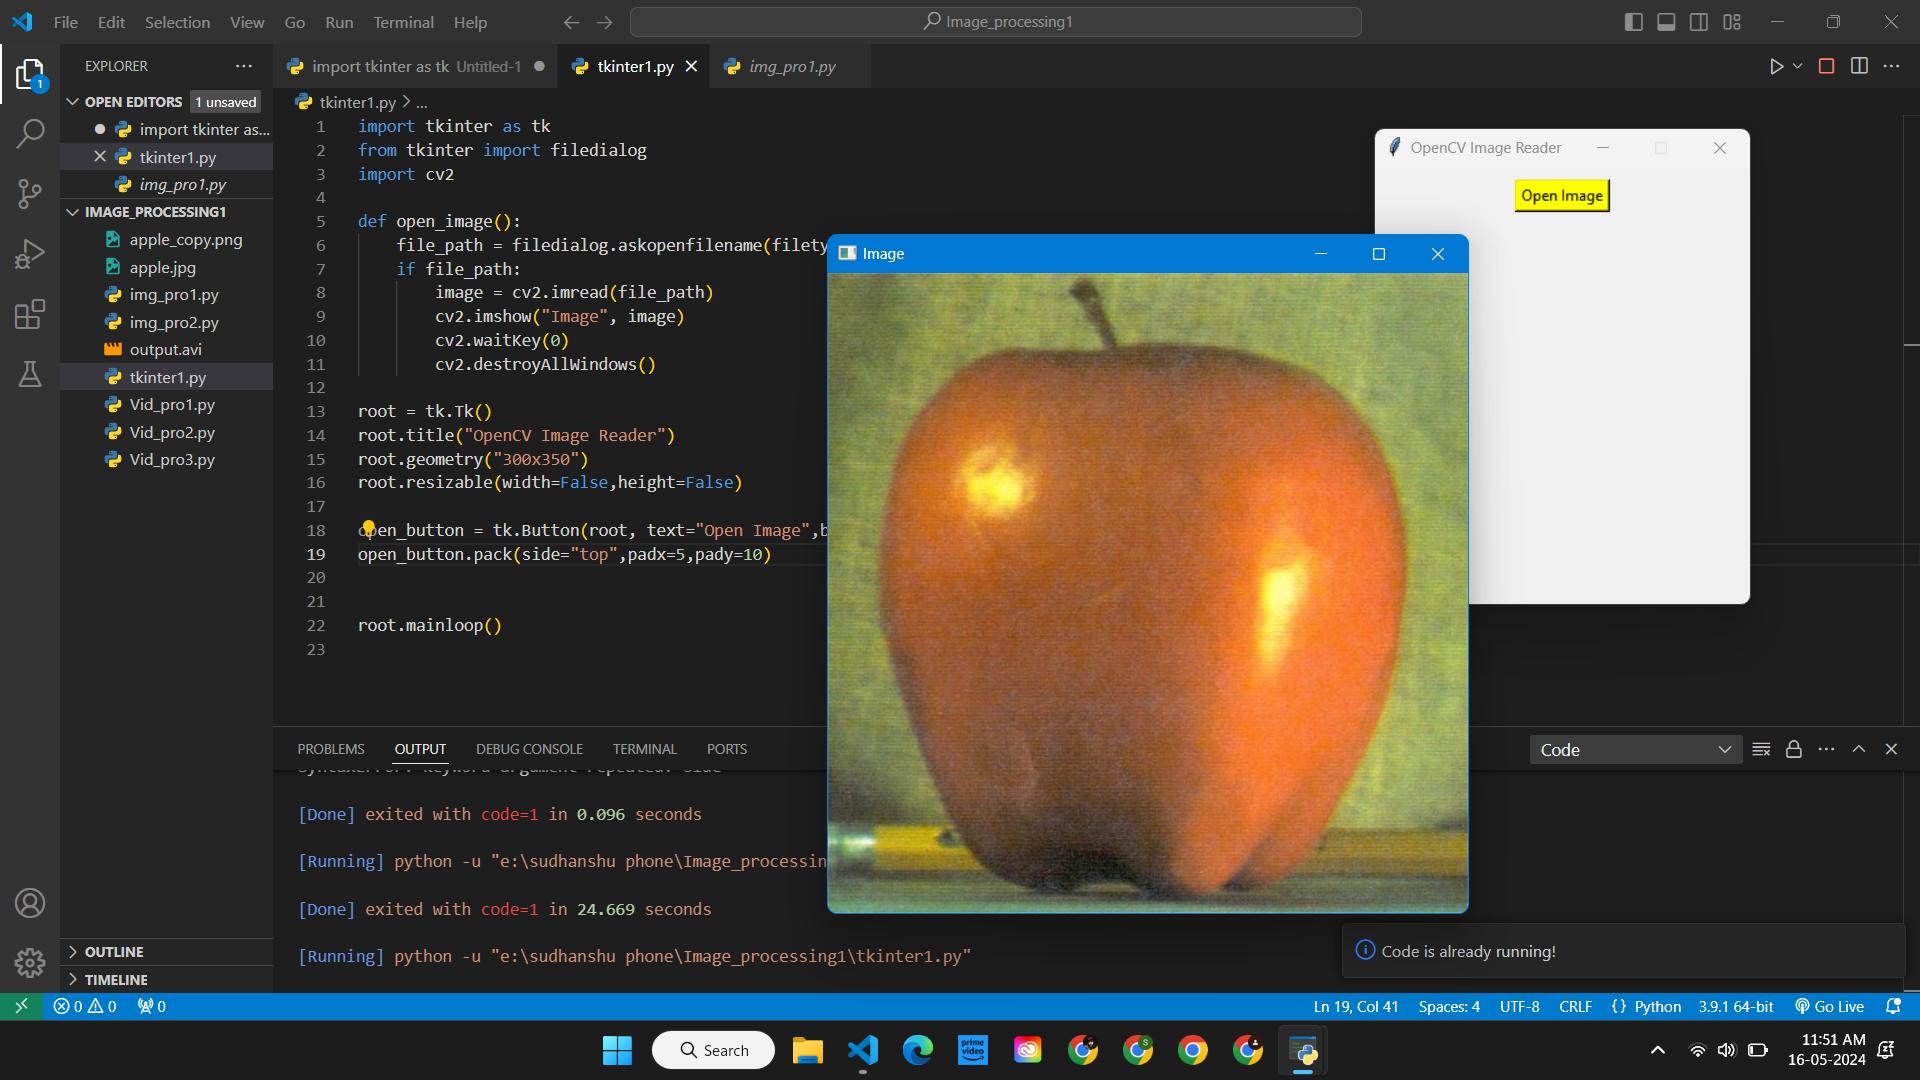 File Edit Selection View Go Run Terminal Help
Image_processing1
EXPLORER
import tkinter as tk Untitled-1
tkinter1.py
img_pro1.py
OPEN EDITORS 1 unsaved
import tkinter as...
tkinter1.py
img_pro1.py
IMAGE_PROCESSING1
apple_copy.png
apple.jpg
img_pro1.py
img_pro2.py
output.avi
tkinter1.py
Vid_pro1.py
Vid_pro2.py
Vid_pro3.py
OUTLINE
TIMELINE
tkinter1.py > ...
1 import tkinter as tk
2 from tkinter import filedialog
3 import cv2
4
5 def open_image():
6 file_path = filedialog.askopenfilename(filety
7 if file_path:
8 image = cv2.imread(file_path)
9 cv2.imshow("Image", image)
10 cv2.waitKey(0)
11 cv2.destroyAllWindows()
12
13 root = tk.Tk()
14 root.title("OpenCV Image Reader")
15 root.geometry("300x350")
16 root.resizable(width=False,height=False)
17
18 open_button = tk.Button(root, text="Open Image",b
19 open_button.pack(side="top",padx=5,pady=10)
20
21
22 root.mainloop()
23
OpenCV Image Reader
Open Image
Image
PROBLEMS OUTPUT DEBUG CONSOLE TERMINAL PORTS
Code
[Done] exited with code=1 in 0.096 seconds
[Running] python -u "e:\sudhanshu phone\Image_processin
[Done] exited with code=1 in 24.669 seconds
[Running] python -u "e:\sudhanshu phone\Image_processing1\tkinter1.py"
Code is already running!
0 0 0
Ln 19, Col 41 Spaces: 4 UTF-8 CRLF {} Python 3.9.1 64-bit Go Live
Search
prime video
11:51 AM
16-05-2024